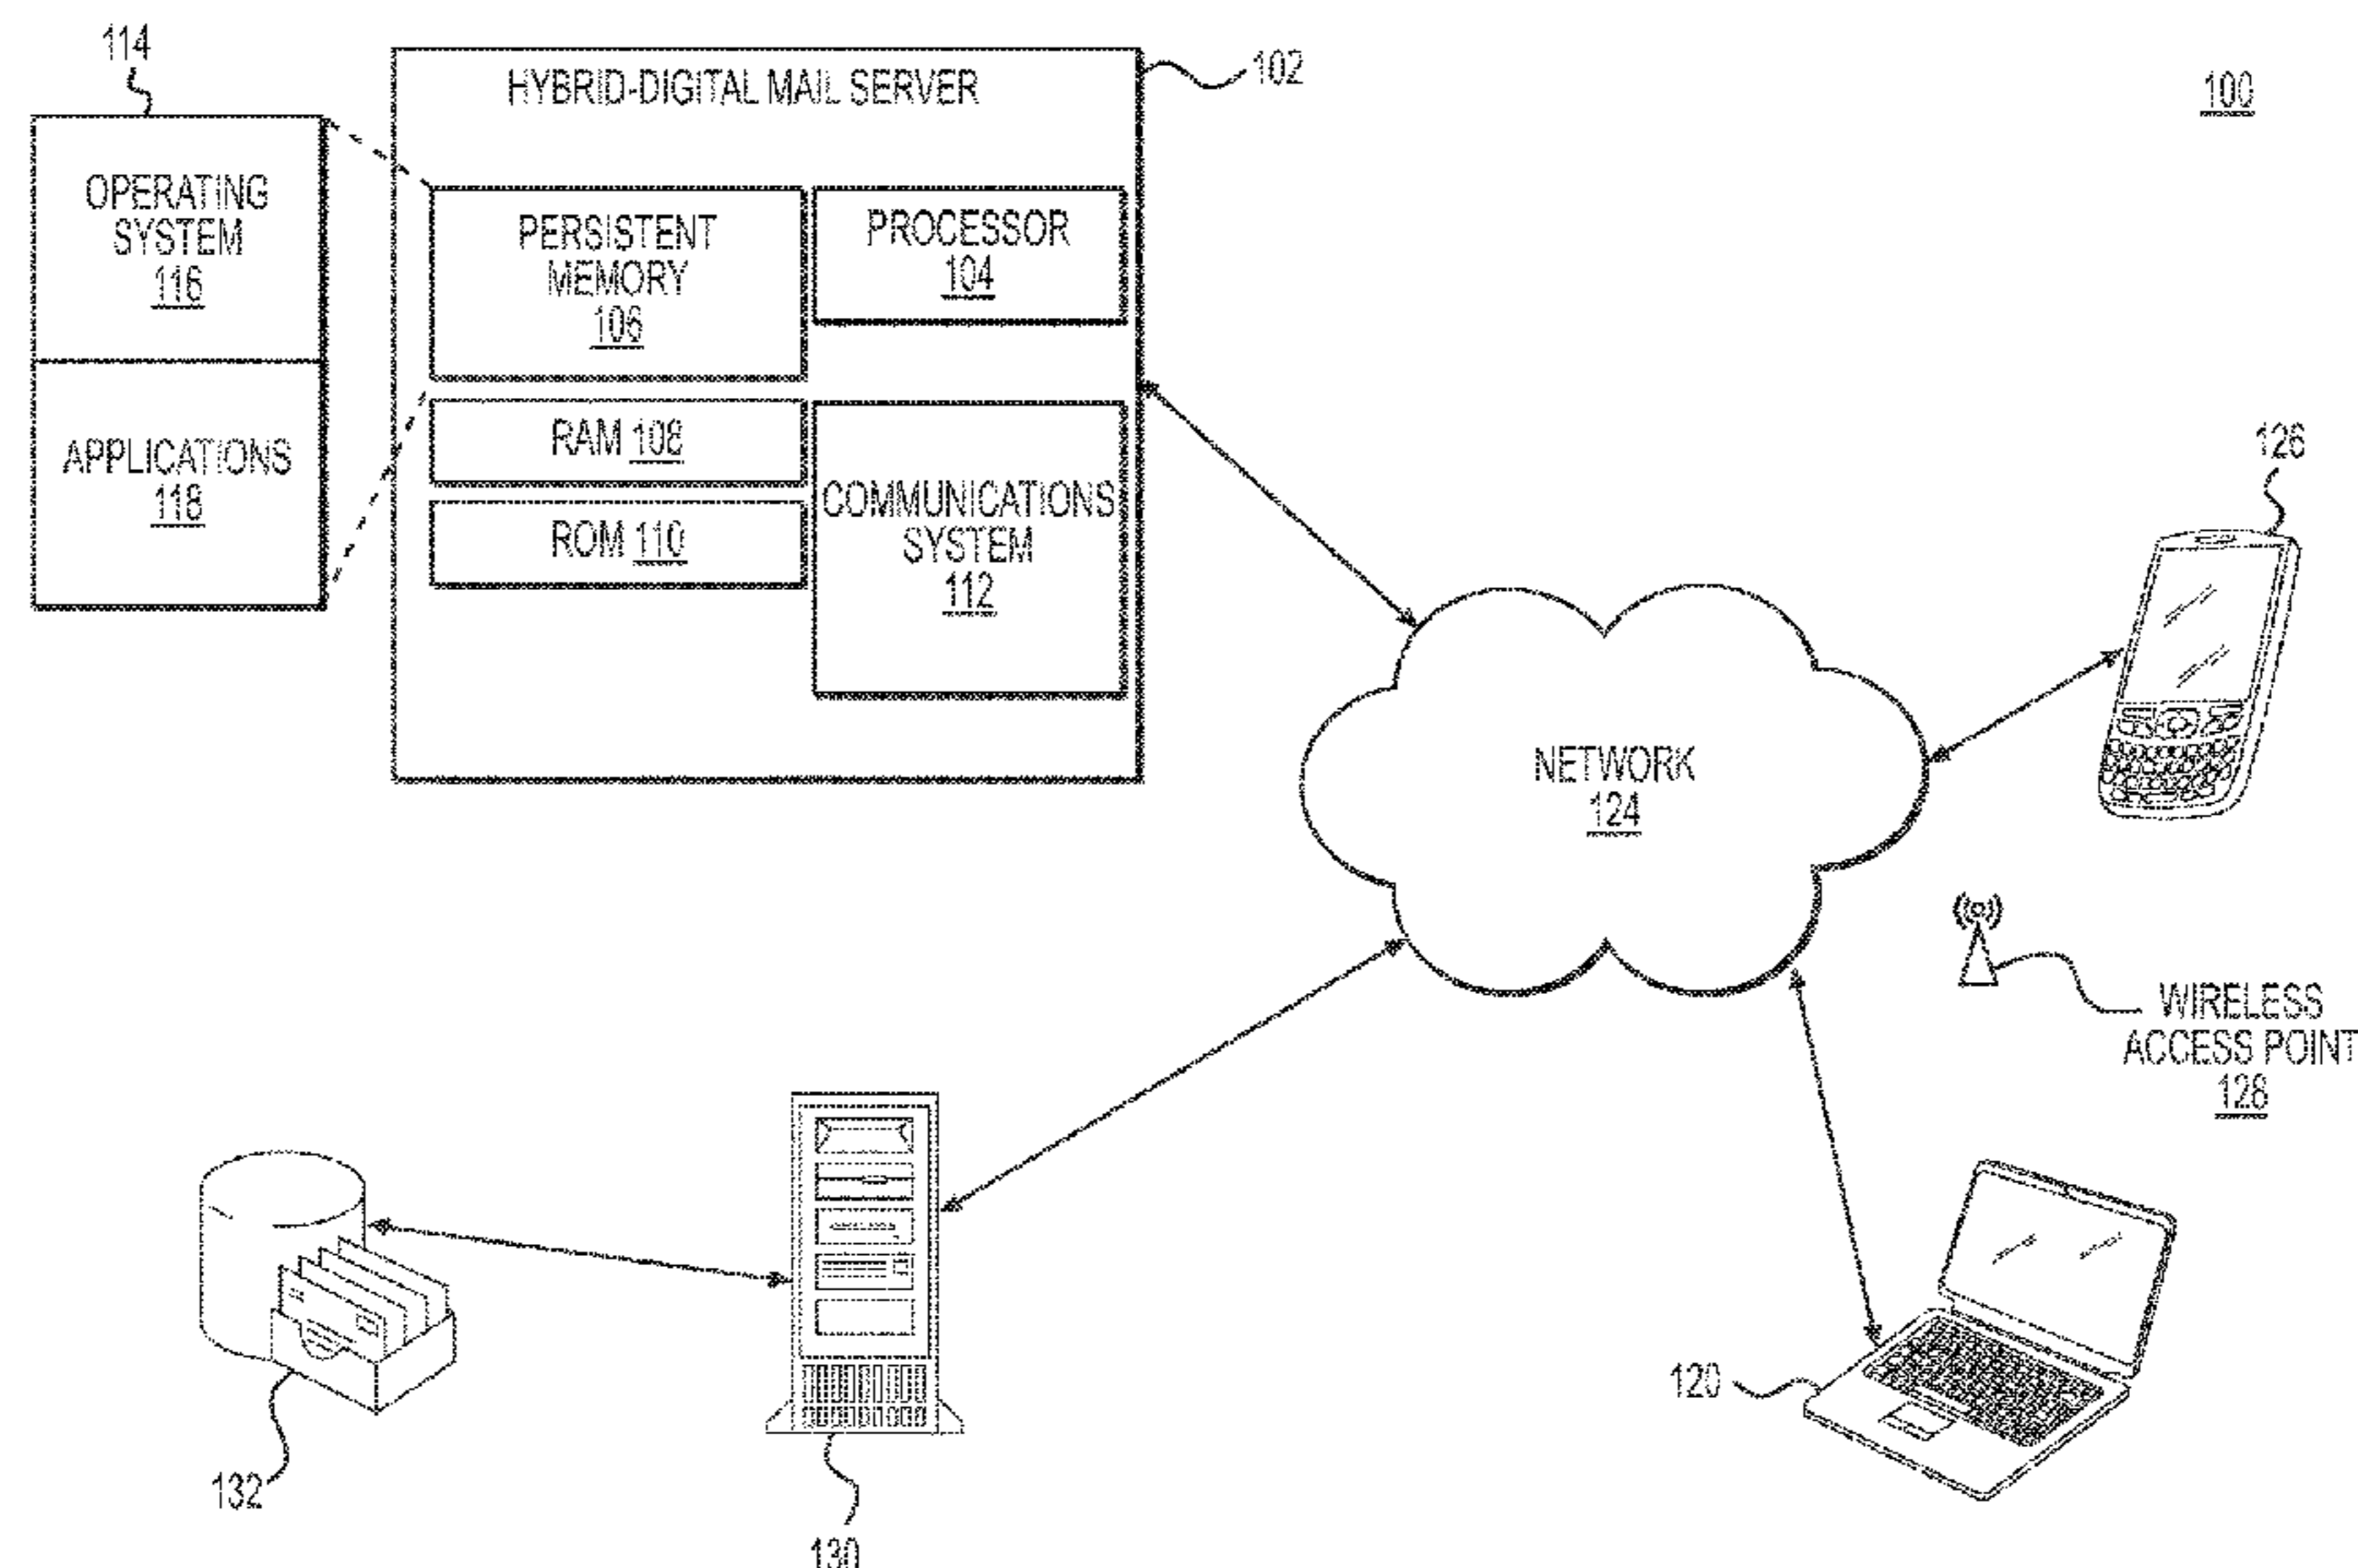 114
HYBRID-DIGITAL MAIL SERVER
102
100
OPERATING
SYSTEM
116
APPLICATIONS
118
PERSISTENT
MEMORY
106
PROCESSOR
104
RAM 108
ROM 110
COMMUNICATIONS
SYSTEM
112
126
NETWORK
124
WIRELESS
ACCESS POINT
128
120
132
130